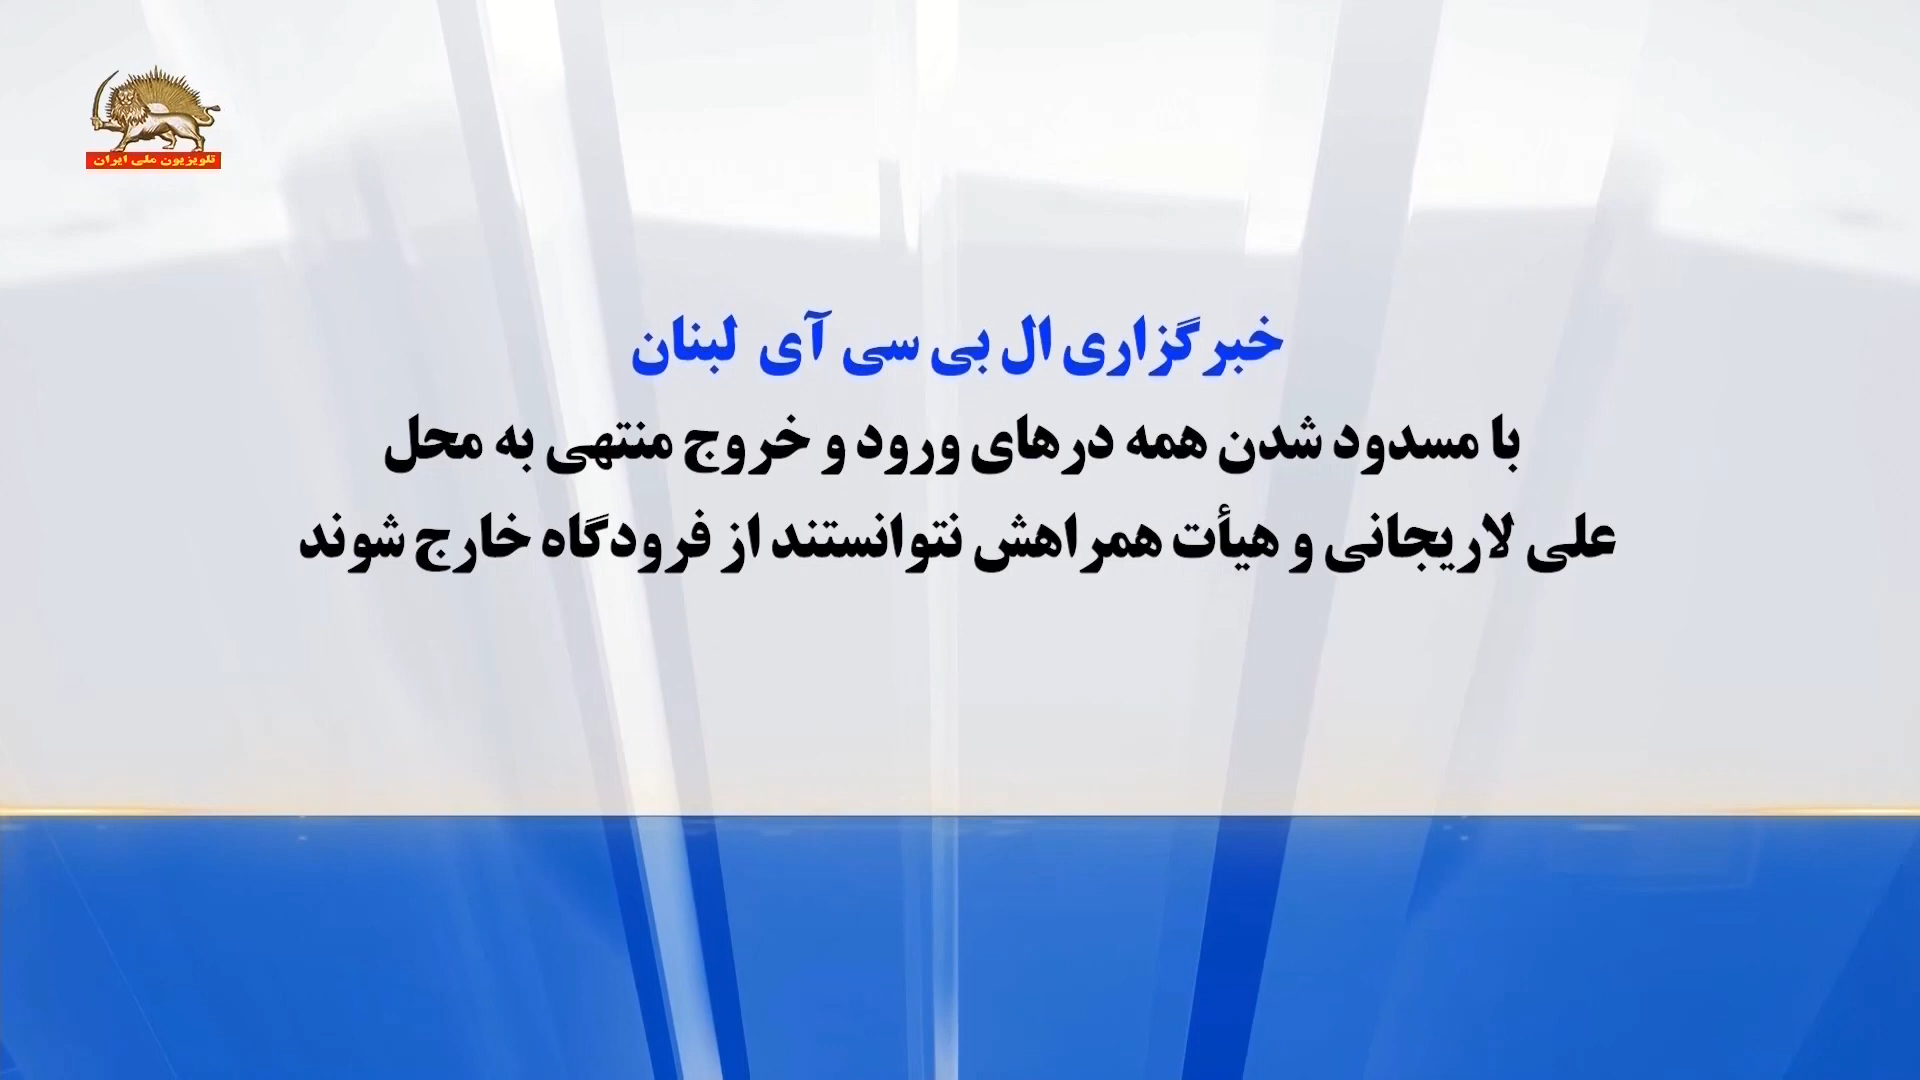 تلویزیون ملی ایران
خبرگزاری ال بی سی آی لبنان
با مسدود شدن همه درهای ورود و خروج منتهی به محل
علی لاریجانی و هیأت همراهش نتوانستند از فرودگاه خارج شوند